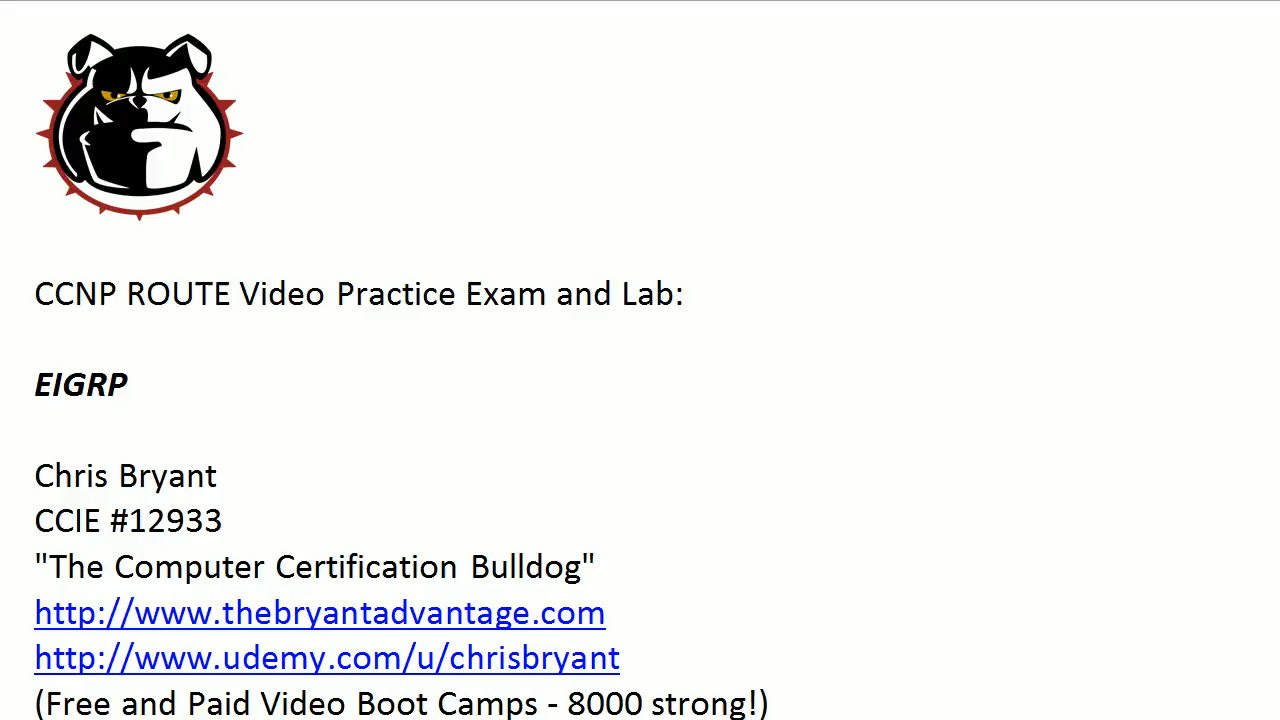 CCNP ROUTE Video Practice Exam and Lab:
EIGRP
Chris Bryant
CCIE #12933
"The Computer Certification Bulldog"
http://www.thebryantadvantage.com
http://www.udemy.com/u/chrisbryant
(Free and Paid Video Boot Camps - 8000 strong!)